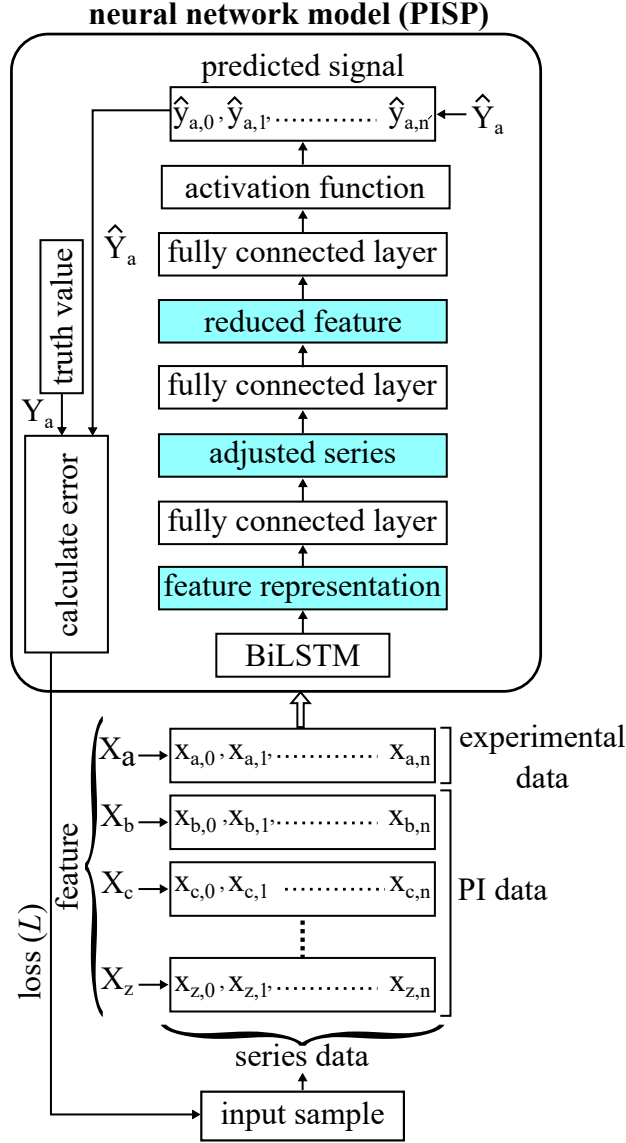 neural network model (PISP)
predicted signal
ŷa,0, ŷa,1, ............ ŷa,n′
Ŷa
activation function
Ŷa
fully connected layer
truth value
reduced feature
fully connected layer
Ya
adjusted series
calculate error
fully connected layer
feature representation
BiLSTM
Xa
xa,0, xa,1, ............ xa,n
experimental
data
Xb
xb,0, xb,1, ............ xb,n
feature
Xc
xc,0, xc,1 ............ xc,n
PI data
loss (L)
Xz
xz,0, xz,1, ............ xz,n
series data
input sample